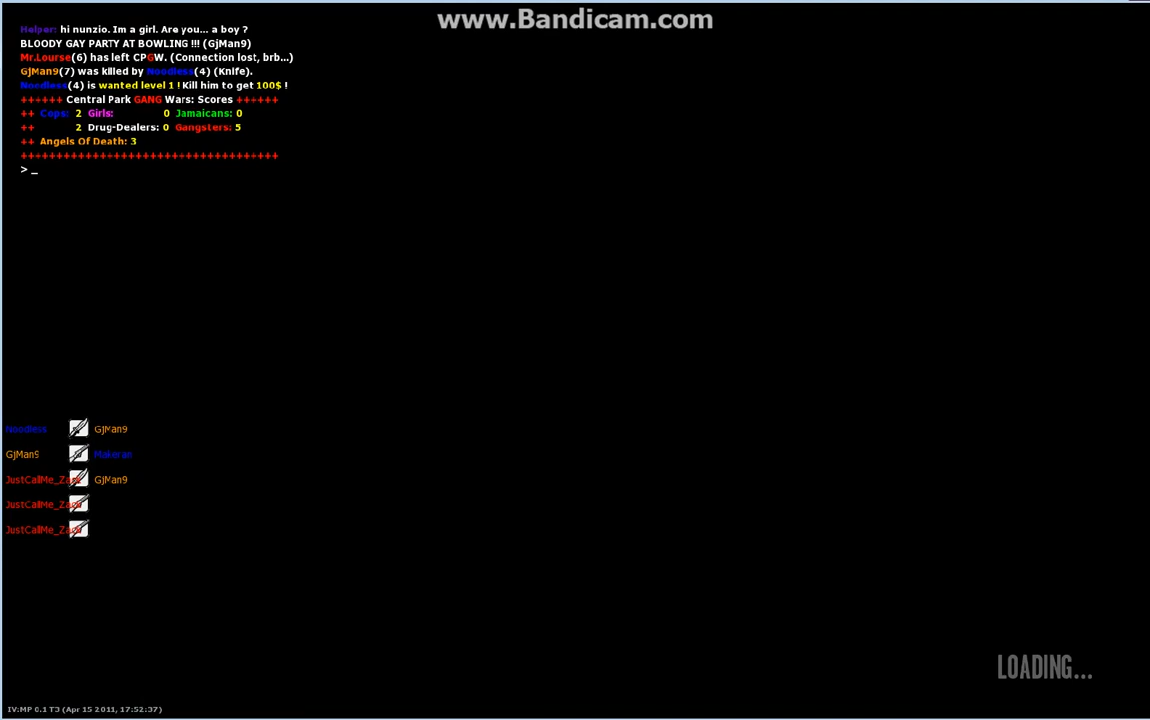 www.Bandicam.com
Helper: hi nunzio. Im a girl. Are you... a boy ?
BLOODY GAY PARTY AT BOWLING !!! (GjMan9)
Mr.Lourse(6) has left CPGW. (Connection lost, brb...)
GjMan9(7) was killed by Noodless(4) (Knife).
Noodless(4) is wanted level 1 ! Kill him to get 100$ !
++++++ Central Park GANG Wars: Scores ++++++
++ Cops: 2 Girls: 0 Jamaicans: 0
++ 2 Drug-Dealers: 0 Gangsters: 5
++ Angels Of Death: 3
++++++++++++++++++++++++++++++++++++
> _
Noodless GjMan9
GjMan9 Makaran
JustCallMe_Za GjMan9
JustCallMe_Za
JustCallMe_Za
LOADING...
IV:MP 0.1 T3 (Apr 15 2011, 17:52:37)